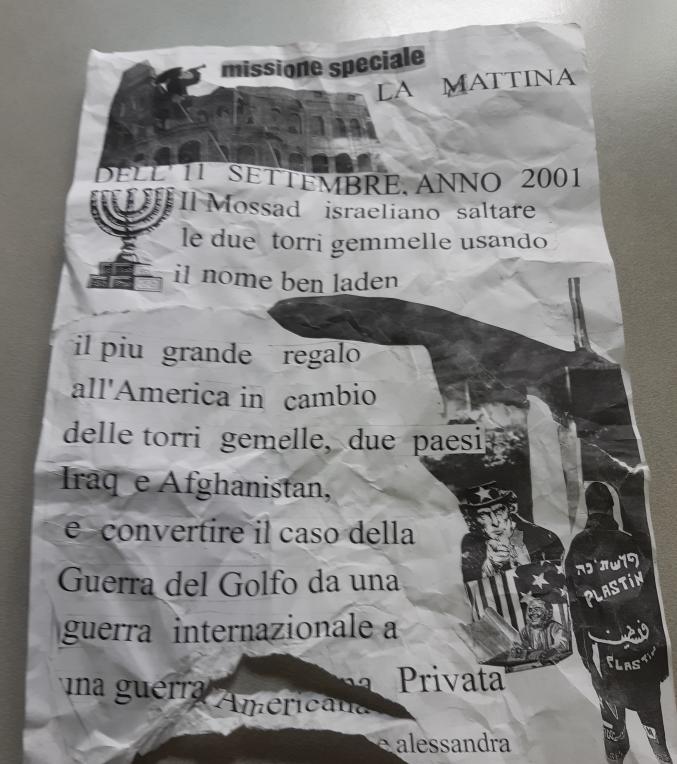 missione speciale
LA MATTINA
DELL' 11 SETTEMBRE, ANNO 2001
Il Mossad israeliano saltare
le due torri gemmelle usando
il nome ben laden
il piu grande regalo
all'America in cambio
delle torri gemelle, due paesi
Iraq e Afghanistan,
e convertire il caso della
Guerra del Golfo da una
guerra internazionale a
una guerra Privata
Americana
e alessandra
PLASTIN
فلسطين
PLASTIN